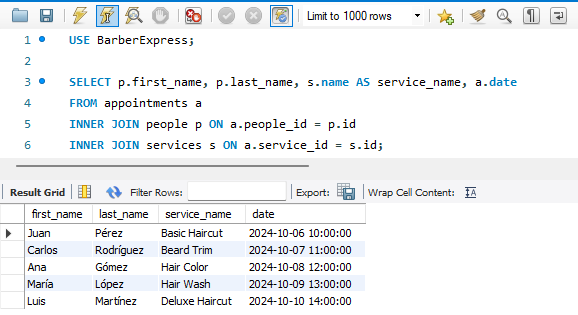 Limit to 1000 rows
1 USE BarberExpress;
2
3 SELECT p.first_name, p.last_name, s.name AS service_name, a.date
4 FROM appointments a
5 INNER JOIN people p ON a.people_id = p.id
6 INNER JOIN services s ON a.service_id = s.id;
Result Grid Filter Rows: Export: Wrap Cell Content:
first_name last_name service_name date
Juan Pérez Basic Haircut 2024-10-06 10:00:00
Carlos Rodríguez Beard Trim 2024-10-07 11:00:00
Ana Gómez Hair Color 2024-10-08 12:00:00
María López Hair Wash 2024-10-09 13:00:00
Luis Martínez Deluxe Haircut 2024-10-10 14:00:00